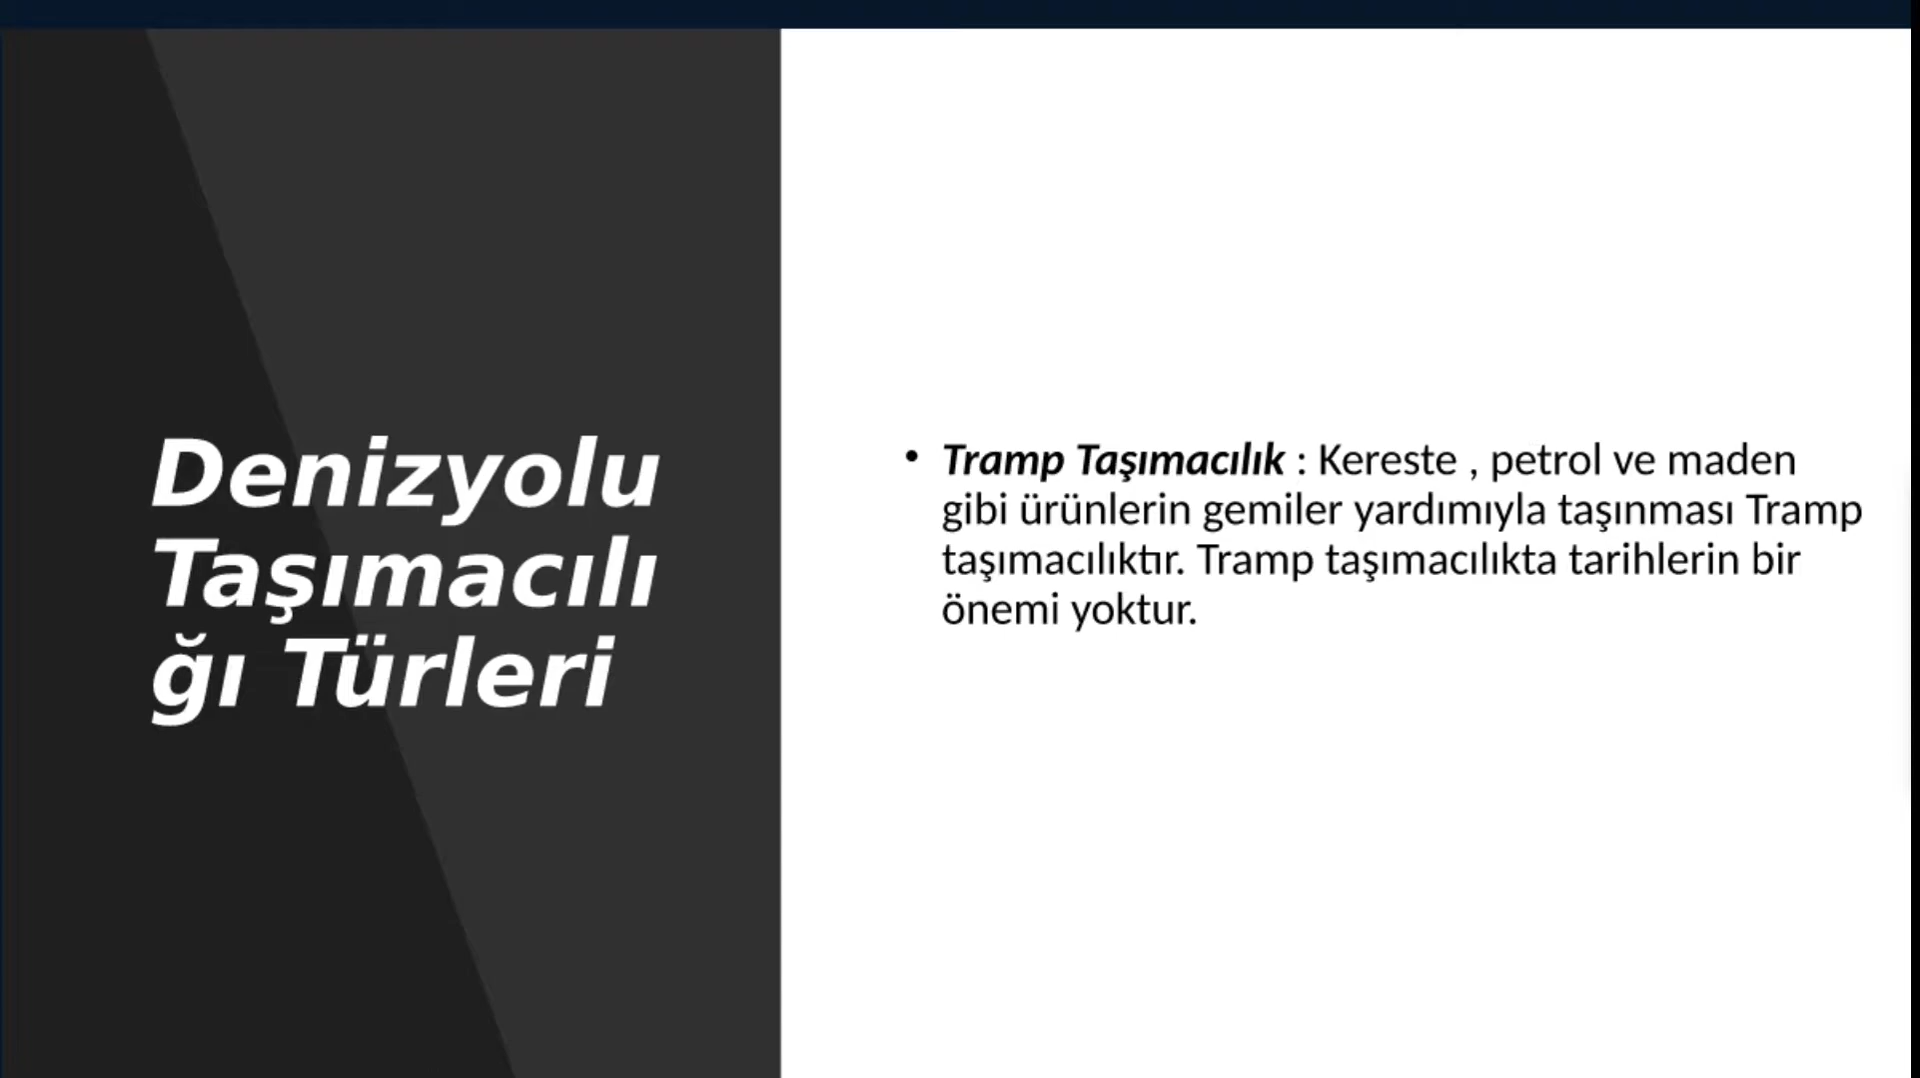 Denizyolu
Taşımacılı
ğı Türleri
• Tramp Taşımacılık : Kereste , petrol ve maden
gibi ürünlerin gemiler yardımıyla taşınması Tramp
taşımacılıktır. Tramp taşımacılıkta tarihlerin bir
önemi yoktur.